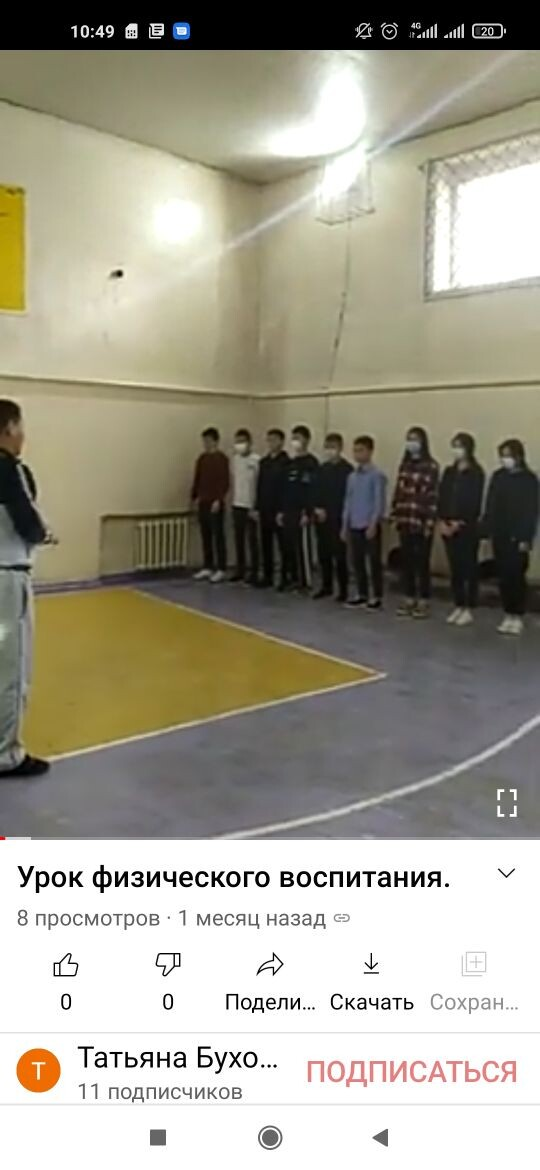 10:49
4G
20
Урок физического воспитания.
8 просмотров · 1 месяц назад
0
0
Подели...
Скачать
Сохран...
Т
Татьяна Бухо...
ПОДПИСАТЬСЯ
11 подписчиков